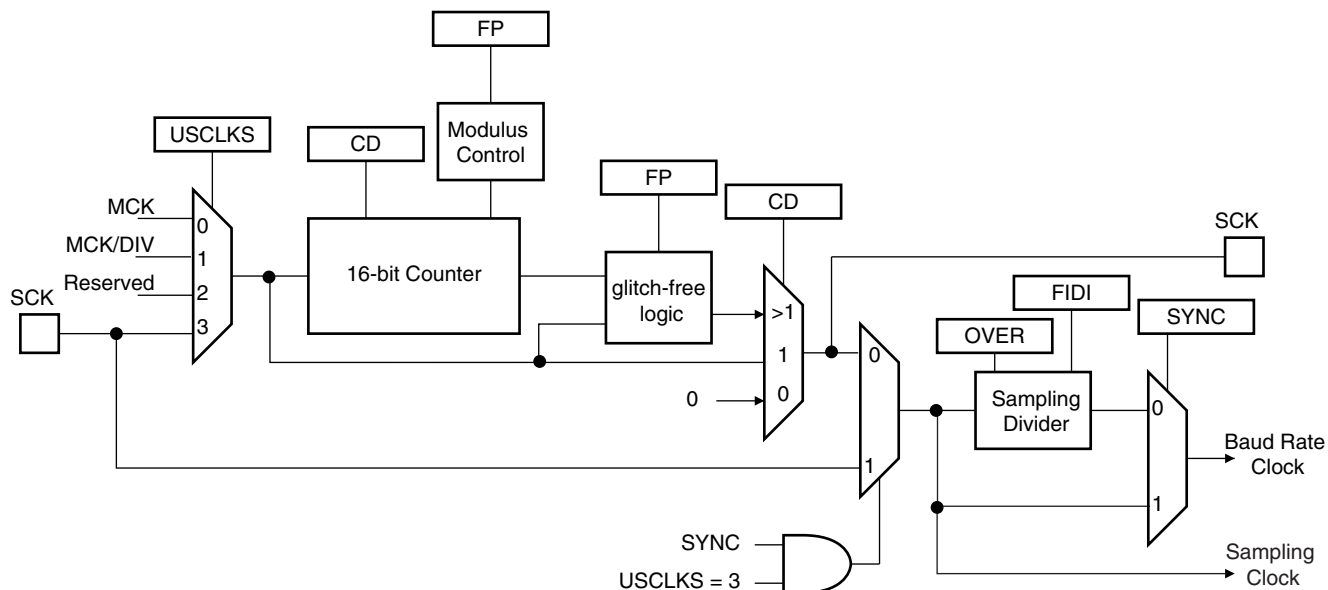 FP
USCLKS
CD
Modulus
Control
FP
CD
MCK
0
MCK/DIV
1
Reserved
2
SCK
3
16-bit Counter
glitch-free
logic
>1
1
0
0
SCK
FIDI
OVER
SYNC
0
1
Sampling
Divider
0
1
Baud Rate
Clock
SYNC
USCLKS = 3
Sampling
Clock